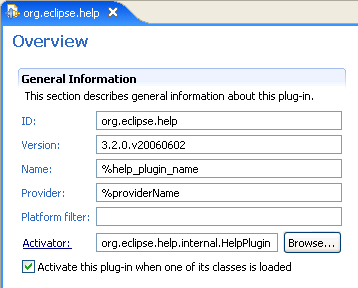 org.eclipse.help
Overview
General Information
This section describes general information about this plug-in.
ID: org.eclipse.help
Version: 3.2.0.v20060602
Name: %help_plugin_name
Provider: %providerName
Platform filter:
Activator: org.eclipse.help.internal.HelpPlugin Browse...
Activate this plug-in when one of its classes is loaded